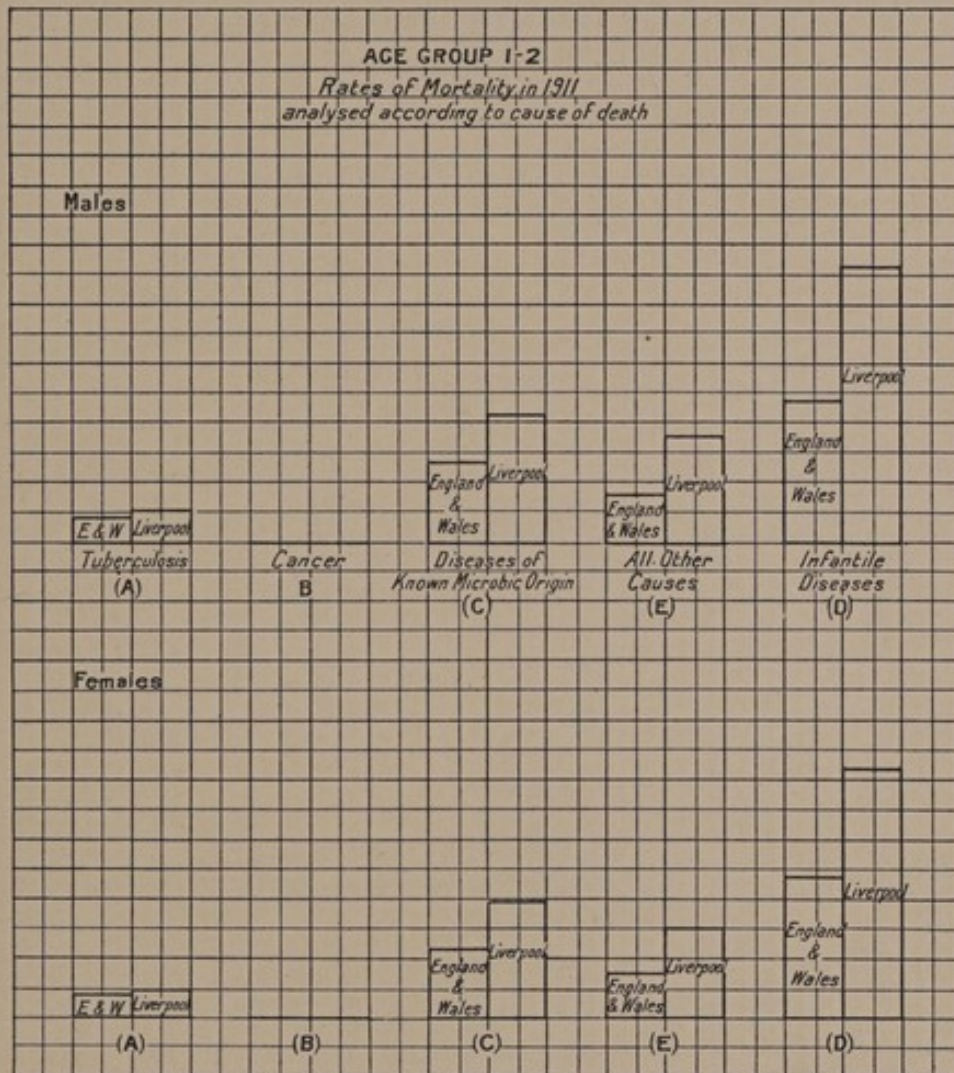 AGE GROUP 1-2
Rates of Mortality in 1911
analysed according to cause of death
Males
E & W Liverpool
England & Wales Liverpool
England & Wales Liverpool
England & Wales Liverpool
Tuberculosis
(A)
Cancer
B
Diseases of
Known Microbic Origin
(C)
All Other
Causes
(E)
Infantile
Diseases
(D)
Females
E & W Liverpool
England & Wales Liverpool
England & Wales Liverpool
England & Wales Liverpool
(A) (B) (C) (E) (D)